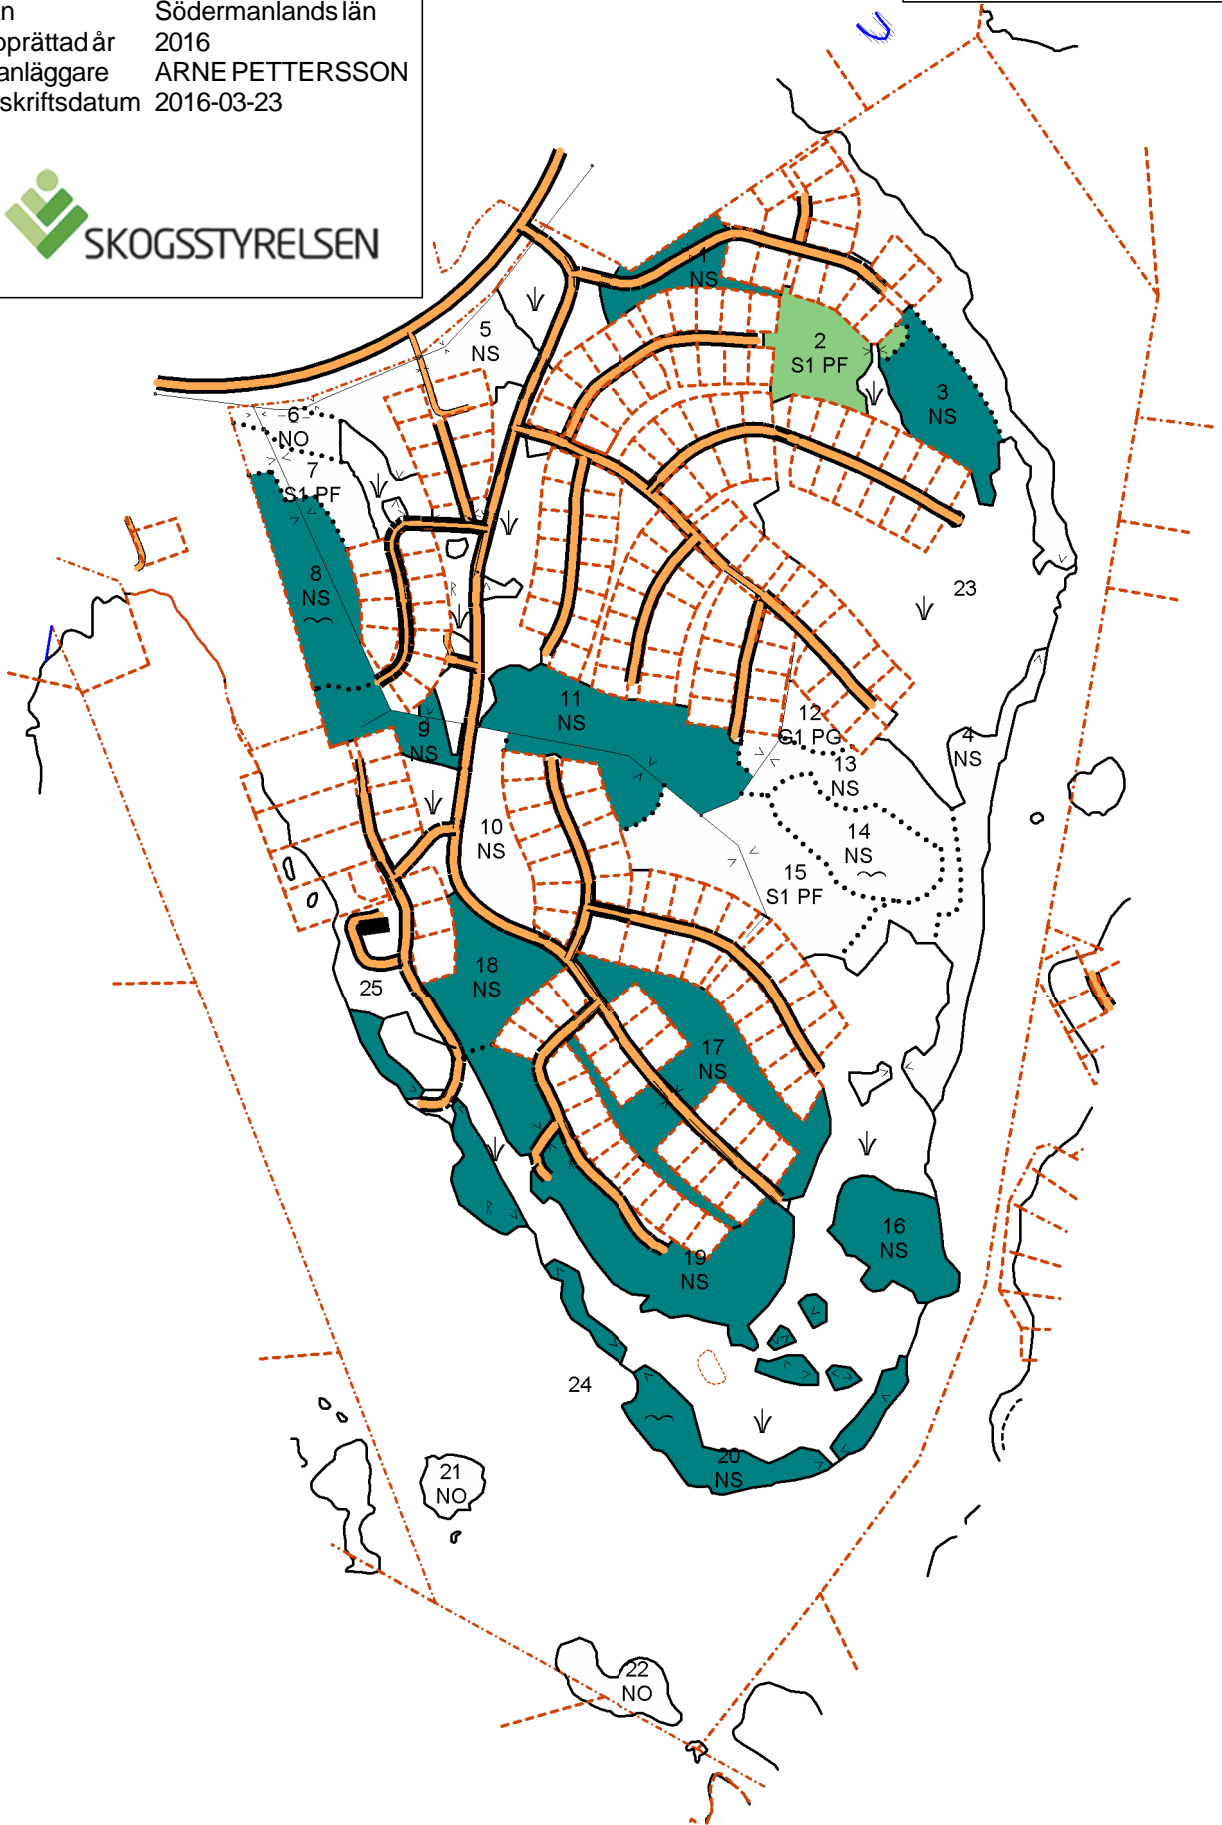 Södermanlands län
pprättad år 2016
anläggare ARNE PETTERSSON
skriftsdatum 2016-03-23
SKOGSSTYRELSEN
1
NS
2
S1 PF
3
NS
5
NS
6
NO
7
S1 PF
8
NS
23
11
NS
12
G1 PG
9
NS
4
NS
13
NS
10
NS
14
NS
15
S1 PF
18
NS
25
17
NS
16
NS
19
NS
24
20
NS
21
NO
22
NO